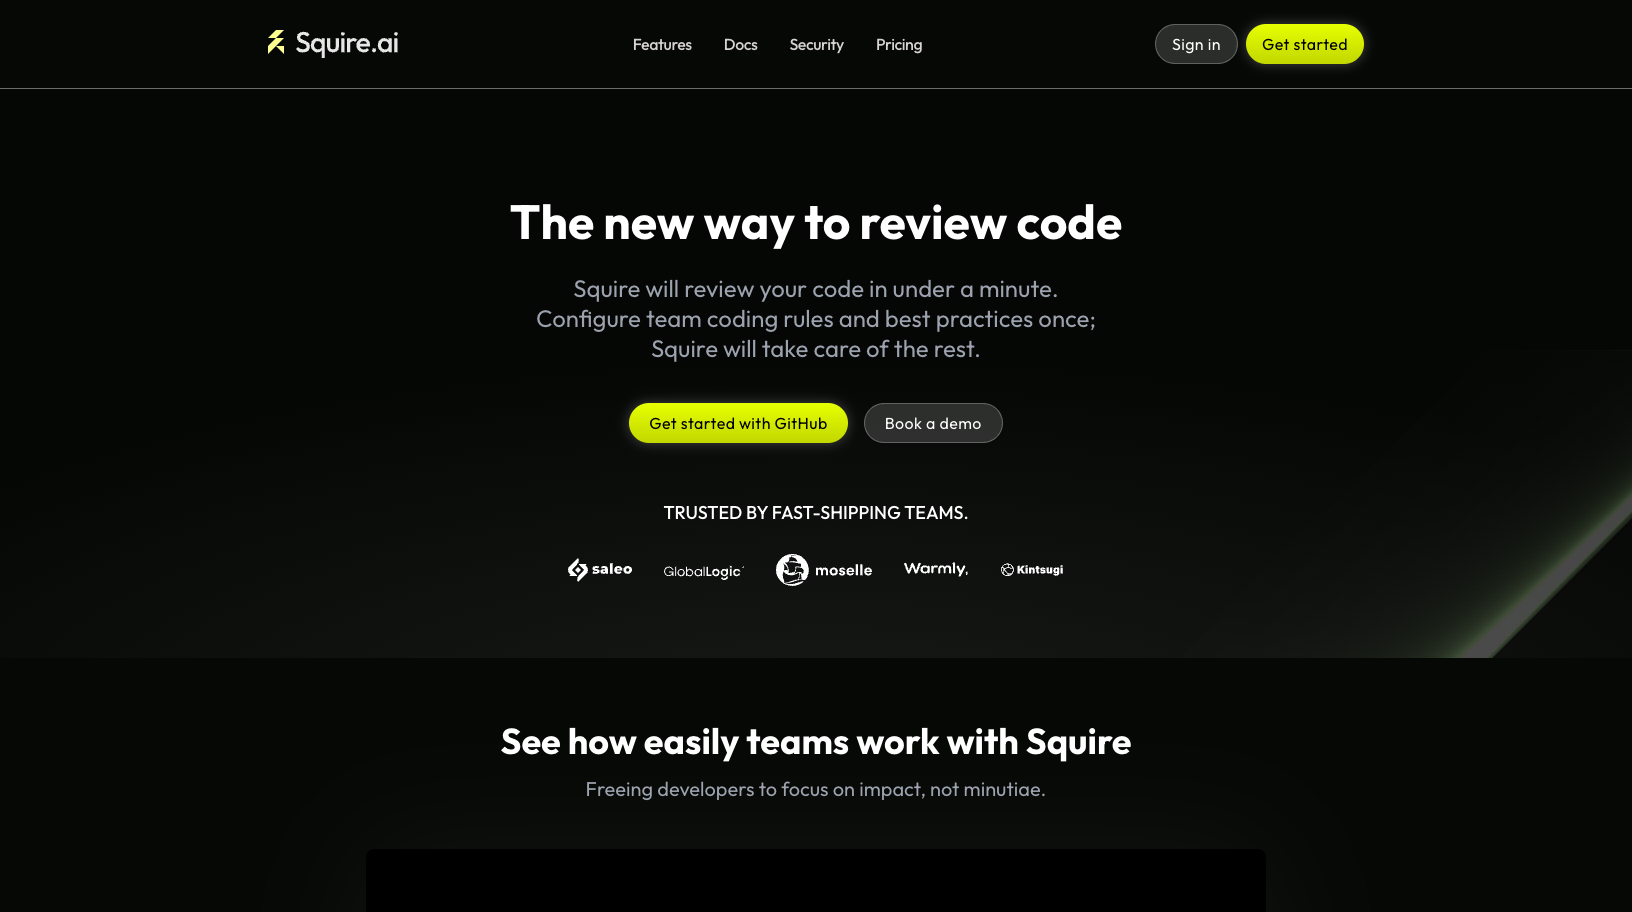 Squire.ai
Features
Docs
Security
Pricing
Sign in
Get started
The new way to review code
Squire will review your code in under a minute.
Configure team coding rules and best practices once;
Squire will take care of the rest.
Get started with GitHub
Book a demo
TRUSTED BY FAST-SHIPPING TEAMS.
saleo
GlobalLogic
moselle
Warmly,
Kintsugi
See how easily teams work with Squire
Freeing developers to focus on impact, not minutiae.